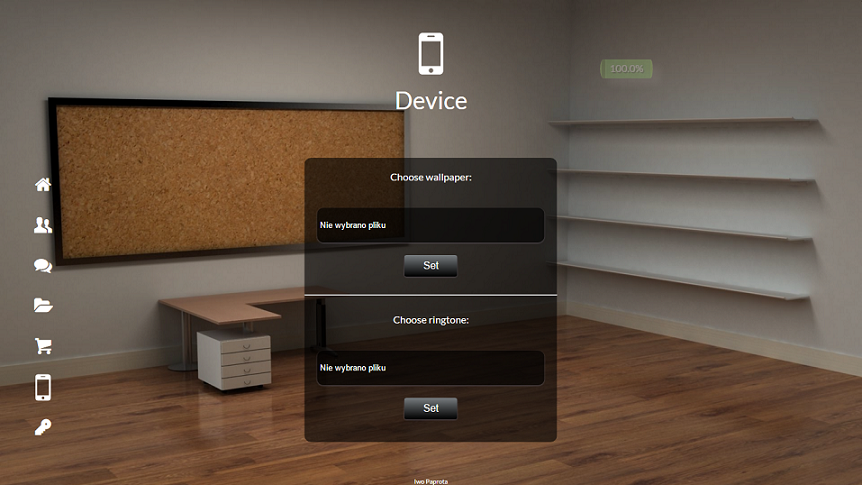 100.0%
Device
Choose wallpaper:
Nie wybrano pliku
Set
Choose ringtone:
Nie wybrano pliku
Set
Iwo Paprota